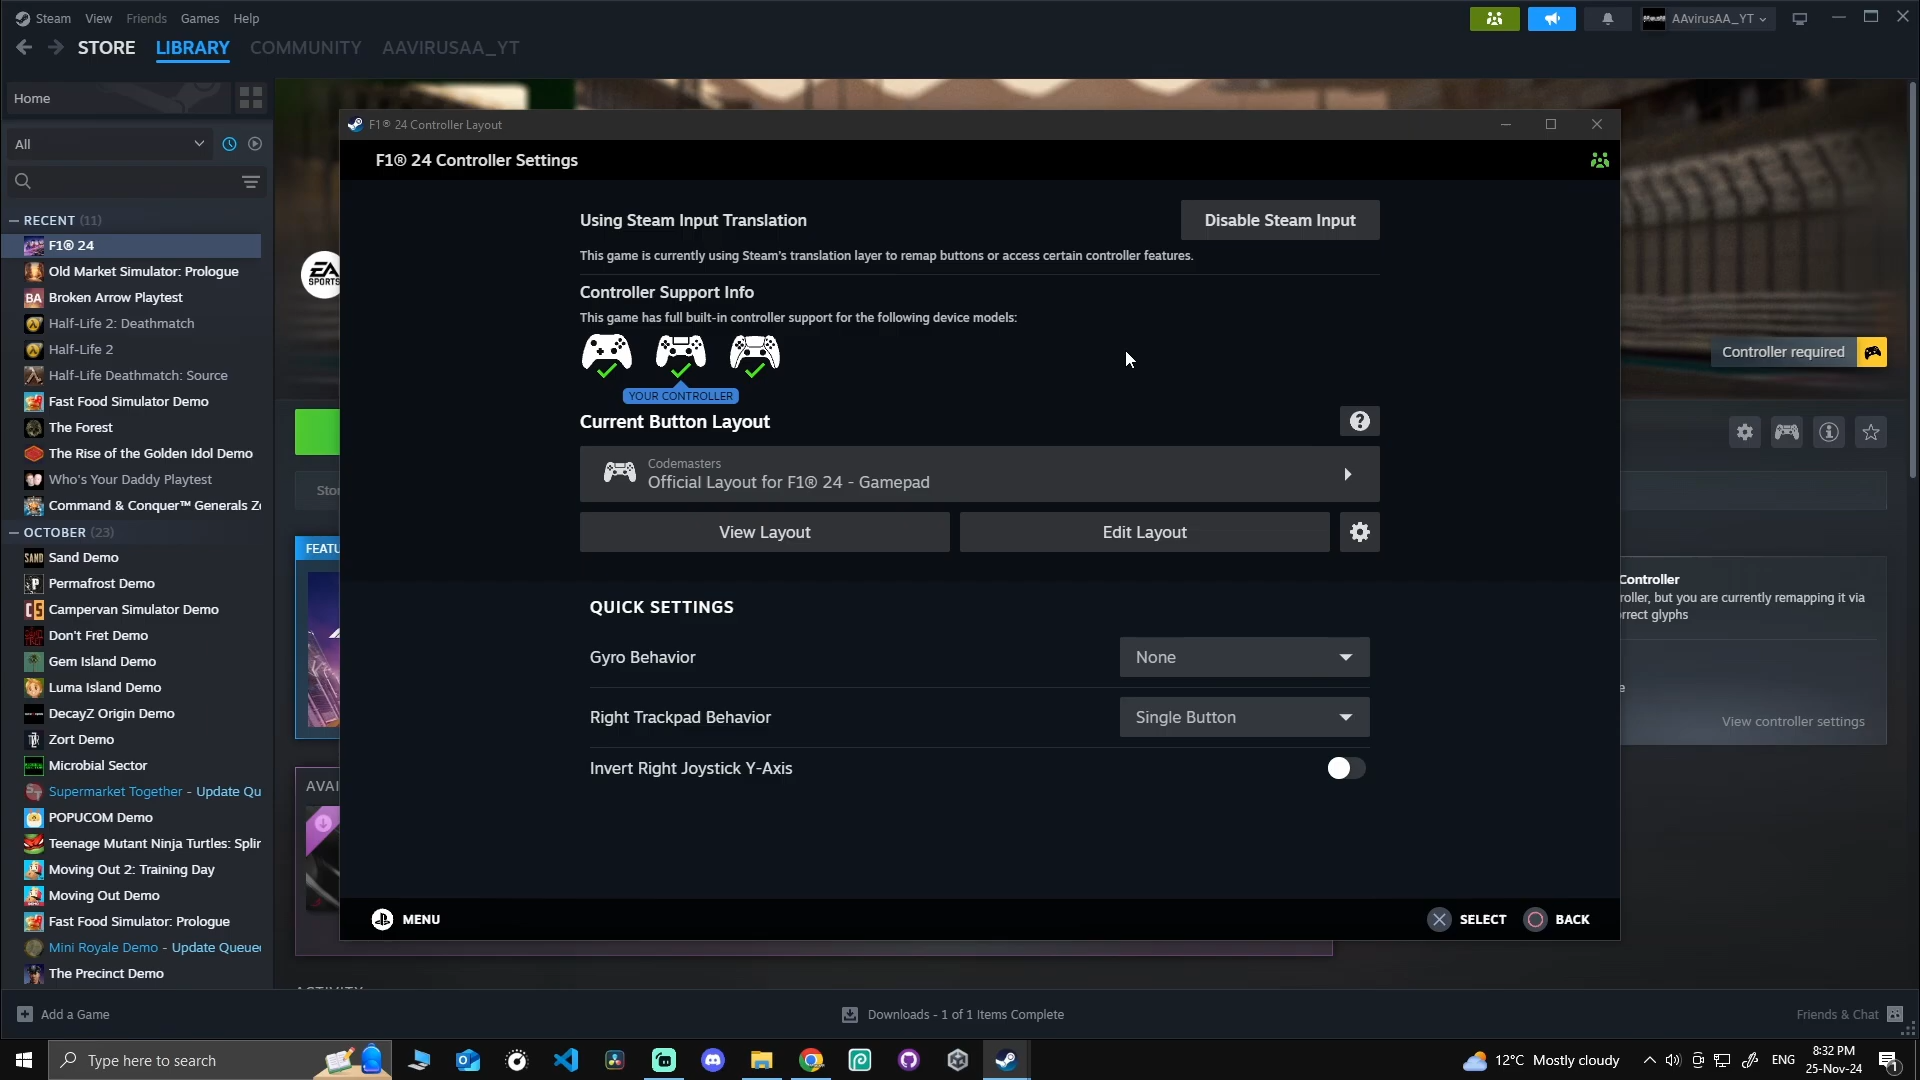 Steam View Friends Games Help
AAvirusAA_YT
STORE LIBRARY COMMUNITY AAVIRUSAA_YT
Home
All
RECENT (11)
F1® 24
Old Market Simulator: Prologue
BA Broken Arrow Playtest
Half-Life 2: Deathmatch
Half-Life 2
Half-Life Deathmatch: Source
Fast Food Simulator Demo
The Forest
The Rise of the Golden Idol Demo
Who's Your Daddy Playtest
Command & Conquer™ Generals Z
OCTOBER (23)
SAND Sand Demo
Permafrost Demo
CS Campervan Simulator Demo
Don't Fret Demo
Gem Island Demo
Luma Island Demo
DecayZ Origin Demo
Zort Demo
Microbial Sector
Supermarket Together - Update Qu
POPUCOM Demo
Teenage Mutant Ninja Turtles: Splin
Moving Out 2: Training Day
Moving Out Demo
Fast Food Simulator: Prologue
Mini Royale Demo - Update Queue
The Precinct Demo
EA
SPORTS
Stor
FEATU
AVAI
F1® 24 Controller Layout
F1® 24 Controller Settings
Using Steam Input Translation
Disable Steam Input
This game is currently using Steam's translation layer to remap buttons or access certain controller features.
Controller Support Info
This game has full built-in controller support for the following device models:
YOUR CONTROLLER
Current Button Layout
?
Codemasters
Official Layout for F1® 24 - Gamepad
View Layout
Edit Layout
QUICK SETTINGS
Gyro Behavior
None
Right Trackpad Behavior
Single Button
Invert Right Joystick Y-Axis
MENU
SELECT
BACK
Controller required
Controller
roller, but you are currently remapping it via
rrect glyphs
e
View controller settings
Add a Game
Downloads - 1 of 1 Items Complete
Friends & Chat
Type here to search
12°C Mostly cloudy
ENG
8:32 PM
25-Nov-24
1